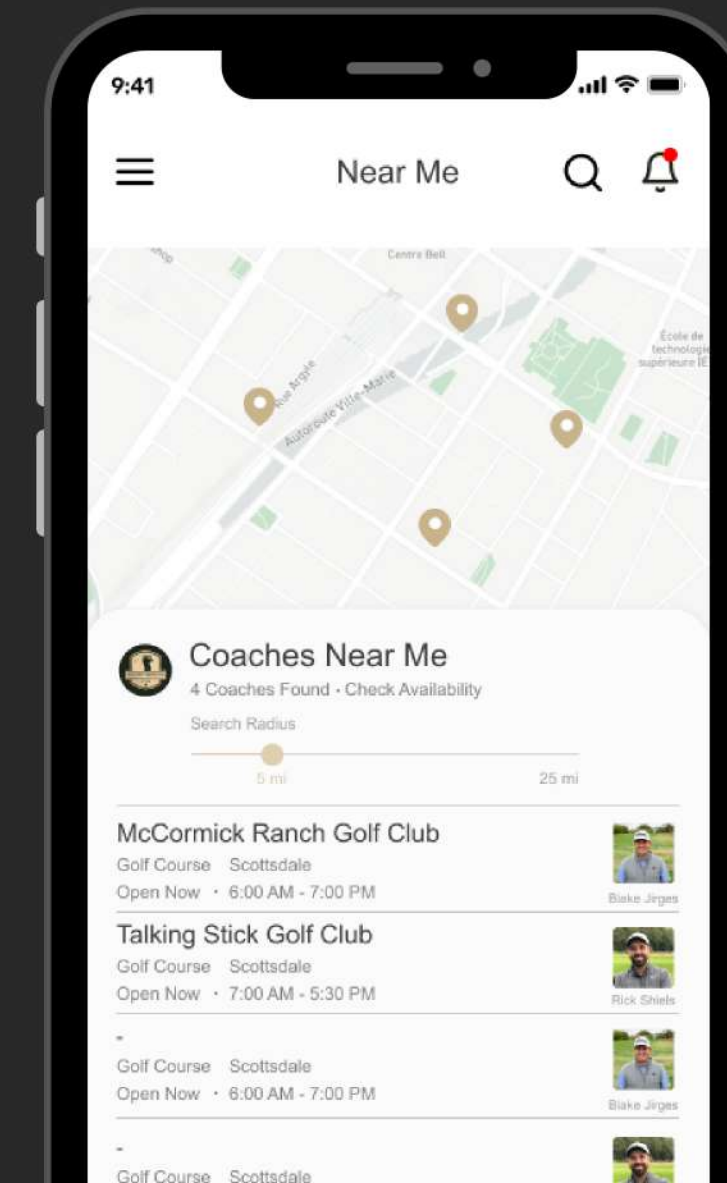 9:41
Near Me
Centre Bell
École de
technologie
supérieure (É
Rue Argyle
Autoroute Ville-Marie
Coaches Near Me
4 Coaches Found • Check Availability
Search Radius
5 mi
25 mi
McCormick Ranch Golf Club
Golf Course Scottsdale
Open Now • 6:00 AM - 7:00 PM
Blake Jirges
Talking Stick Golf Club
Golf Course Scottsdale
Open Now • 7:00 AM - 5:30 PM
Rick Shiels
-
Golf Course Scottsdale
Open Now • 6:00 AM - 7:00 PM
Blake Jirges
-
Golf Course Scottsdale